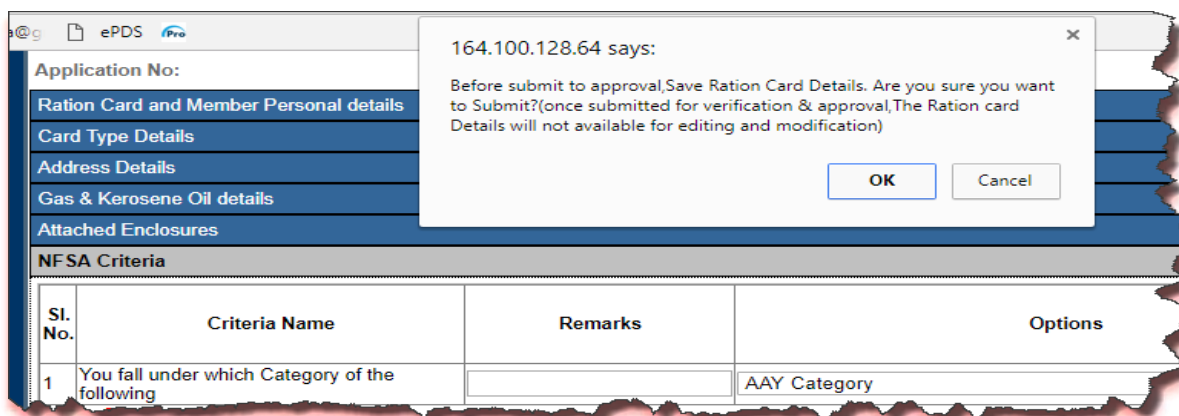 a@g ePDS Pro
164.100.128.64 says:
Before submit to approval,Save Ration Card Details. Are you sure you want
to Submit?(once submitted for verification & approval,The Ration card
Details will not available for editing and modification)
OK Cancel
Application No:
Ration Card and Member Personal details
Card Type Details
Address Details
Gas & Kerosene Oil details
Attached Enclosures
NFSA Criteria
Sl. No. Criteria Name Remarks Options
1 You fall under which Category of the
following AAY Category